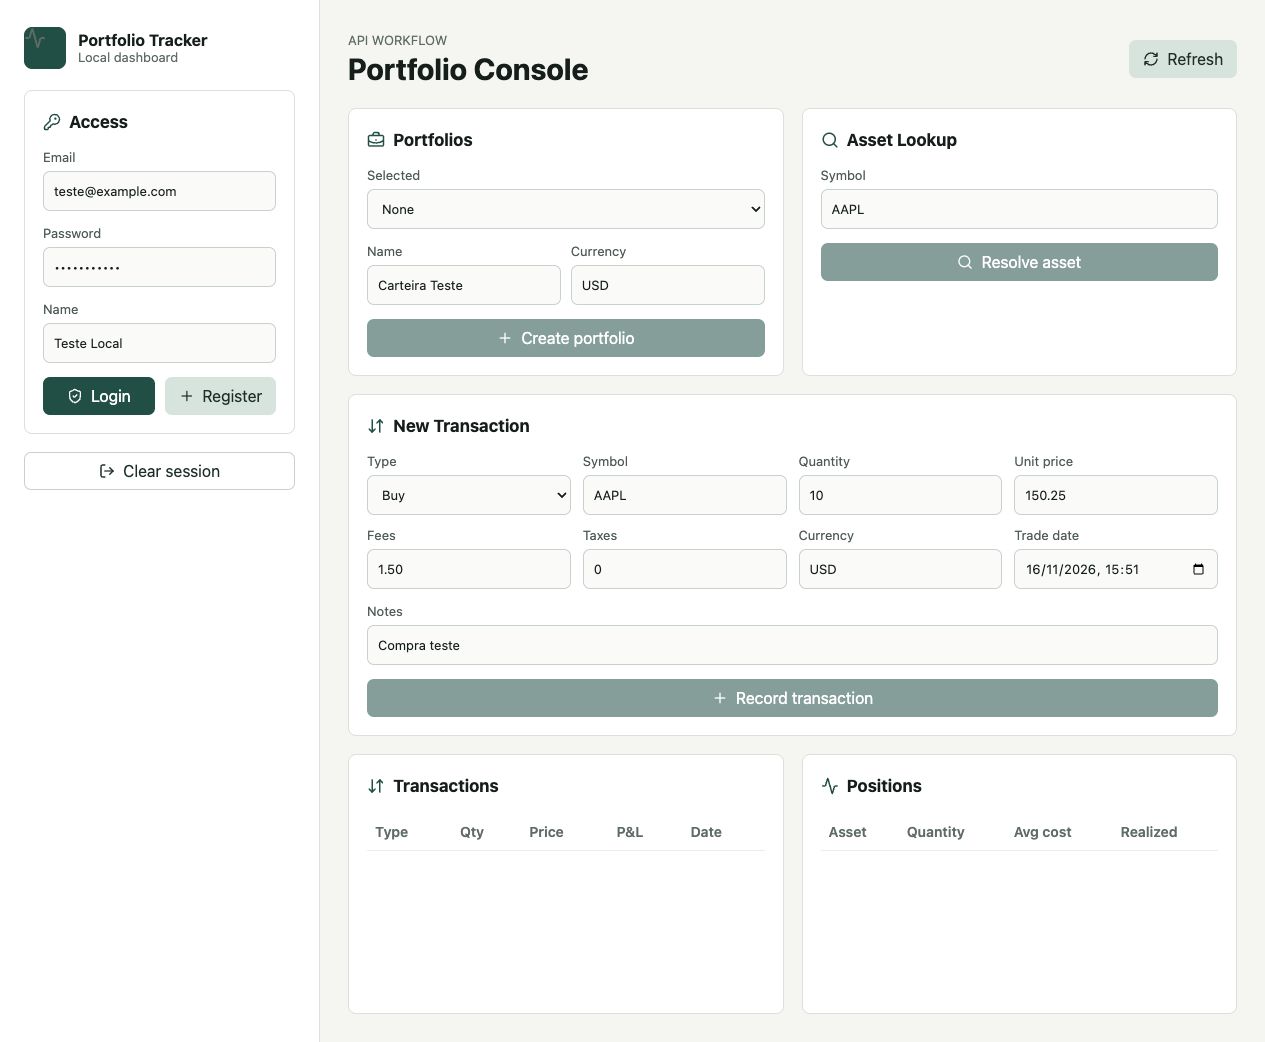 Portfolio Tracker
Local dashboard
Access
Email
teste@example.com
Password
•••••••••••
Name
Teste Local
Login
Register
Clear session
API WORKFLOW
Portfolio Console
Refresh
Portfolios
Selected
None
Name Currency
Carteira Teste USD
Create portfolio
Asset Lookup
Symbol
AAPL
Resolve asset
New Transaction
Type Symbol Quantity Unit price
Buy AAPL 10 150.25
Fees Taxes Currency Trade date
1.50 0 USD 16/11/2026, 15:51
Notes
Compra teste
Record transaction
Transactions
Type Qty Price P&L Date
Positions
Asset Quantity Avg cost Realized